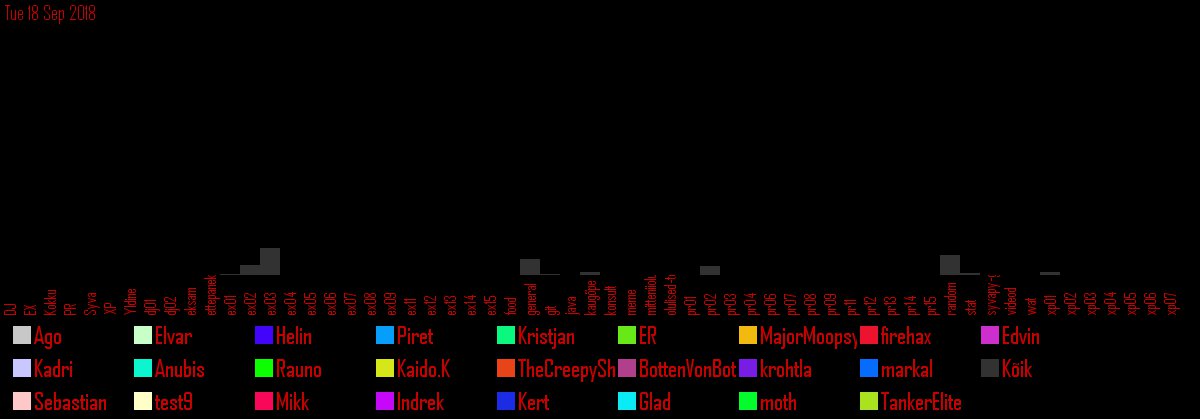 Tue 18 Sep 2018
DJ EX Kokku PR Syva XP Yldine dj01 dj02 eksam ettepanek ex01 ex02 ex03 ex04 ex05 ex06 ex07 ex08 ex09 ex11 ex12 ex13 ex14 ex15 food general git java kaugõpe konsult meme mitteniioli. olulised-h pr01 pr02 pr03 pr04 pr06 pr07 pr08 pr09 pr11 pr12 pr13 pr14 pr15 random stat syvapy-t videod wat xp01 xp02 xp03 xp04 xp05 xp06 xp07
Ago Elvar Helin Piret Kristjan ER MajorMoopsy firehax Edvin
Kadri Anubis Rauno Kaido.K TheCreepySh BottenVonBot krohtla markal Kõik
Sebastian test9 Mikk Indrek Kert Glad moth TankerElite